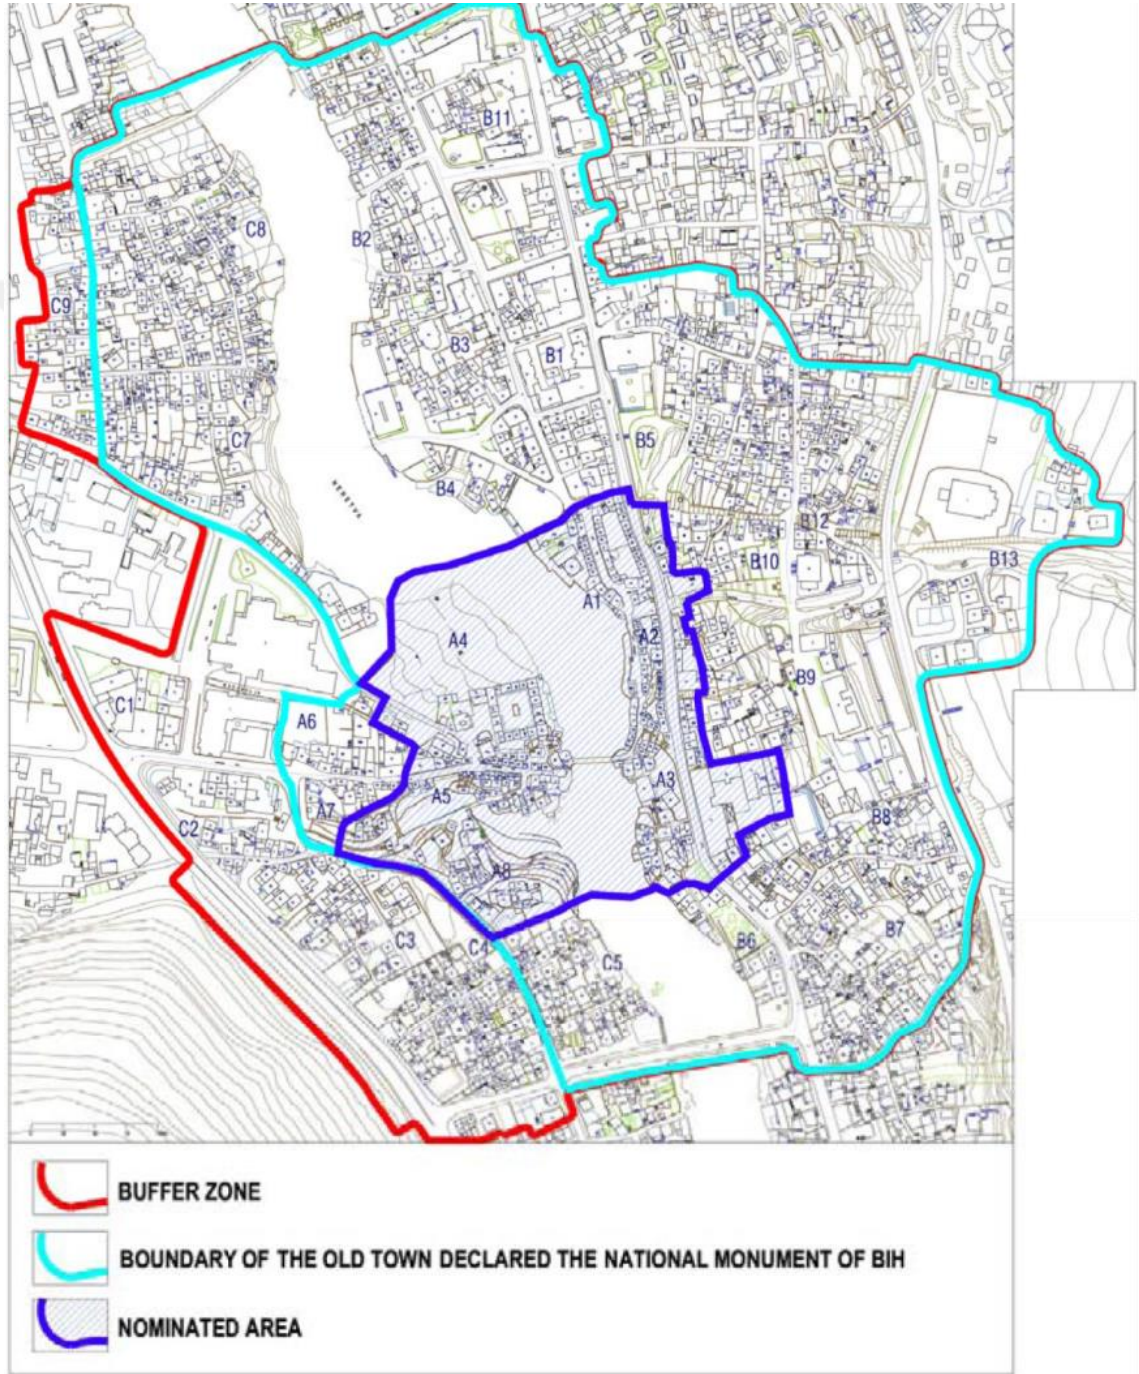 B11
C8
B2
C9
B3
B1
C7
B5
B4
NERETVA
B12
B10
B13
A1
A2
A4
B9
C1
A6
A3
A5
A7
B8
C2
A8
B7
B6
C3
C4
C5
BUFFER ZONE
BOUNDARY OF THE OLD TOWN DECLARED THE NATIONAL MONUMENT OF BIH
NOMINATED AREA